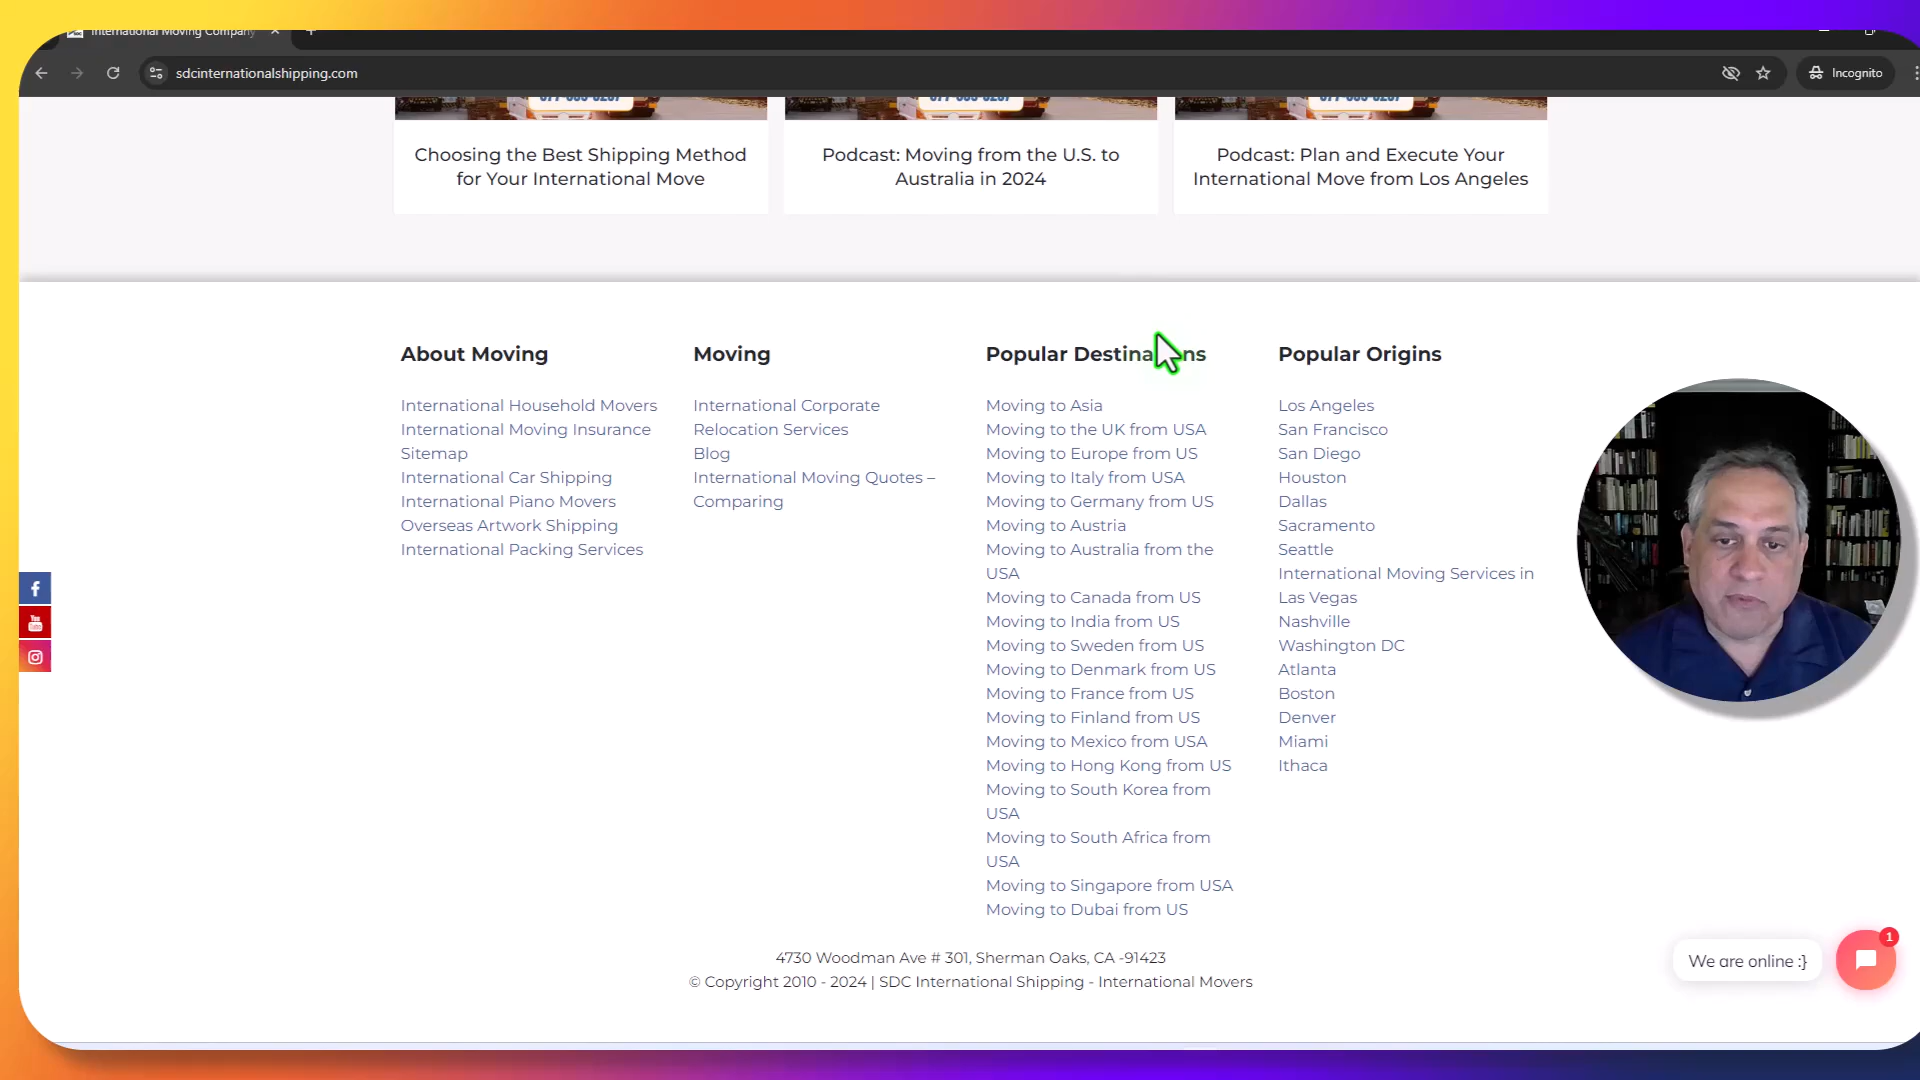 International Moving Company
sdcinternationalshipping.com
Incognito
Choosing the Best Shipping Method
for Your International Move
Podcast: Moving from the U.S. to
Australia in 2024
Podcast: Plan and Execute Your
International Move from Los Angeles
About Moving
International Household Movers
International Moving Insurance
Sitemap
International Car Shipping
International Piano Movers
Overseas Artwork Shipping
International Packing Services
Moving
International Corporate
Relocation Services
Blog
International Moving Quotes –
Comparing
Popular Destinations
Moving to Asia
Moving to the UK from USA
Moving to Europe from US
Moving to Italy from USA
Moving to Germany from US
Moving to Austria
Moving to Australia from the
USA
Moving to Canada from US
Moving to India from US
Moving to Sweden from US
Moving to Denmark from US
Moving to France from US
Moving to Finland from US
Moving to Mexico from USA
Moving to Hong Kong from US
Moving to South Korea from
USA
Moving to South Africa from
USA
Moving to Singapore from USA
Moving to Dubai from US
Popular Origins
Los Angeles
San Francisco
San Diego
Houston
Dallas
Sacramento
Seattle
International Moving Services in
Las Vegas
Nashville
Washington DC
Atlanta
Boston
Denver
Miami
Ithaca
4730 Woodman Ave # 301, Sherman Oaks, CA -91423
© Copyright 2010 - 2024 | SDC International Shipping - International Movers
We are online :}
1